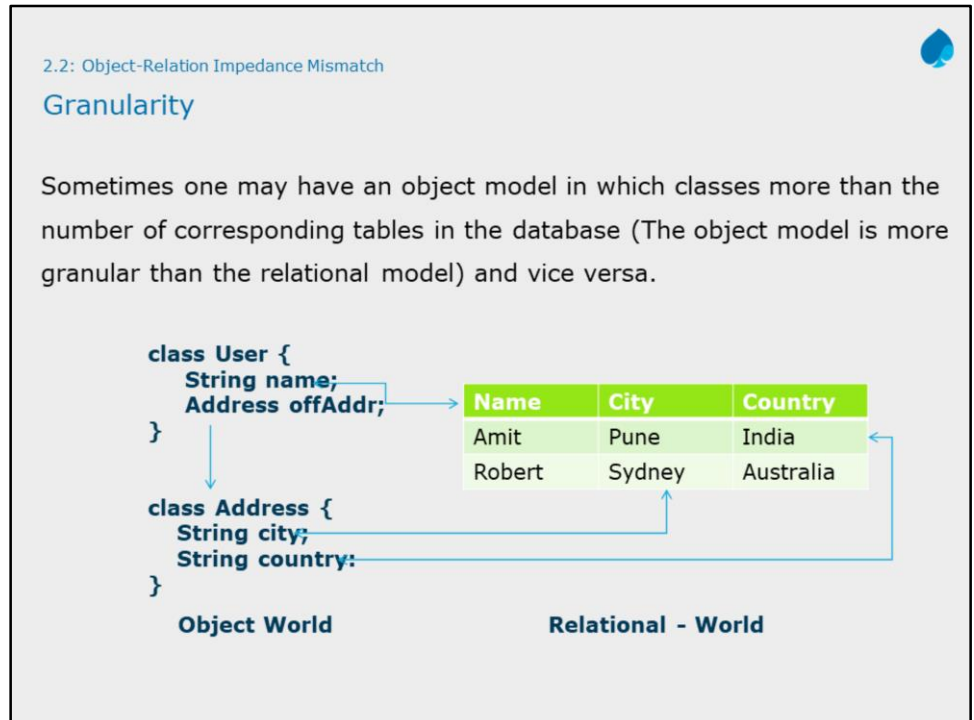 2.2: Object-Relation Impedance Mismatch
Granularity
Sometimes one may have an object model in which classes more than the
number of corresponding tables in the database (The object model is more
granular than the relational model) and vice versa.
class User {
String name;
Address offAddr;
}
class Address {
String city;
String country:
}
Object World
Name City Country
Amit Pune India
Robert Sydney Australia
Relational - World